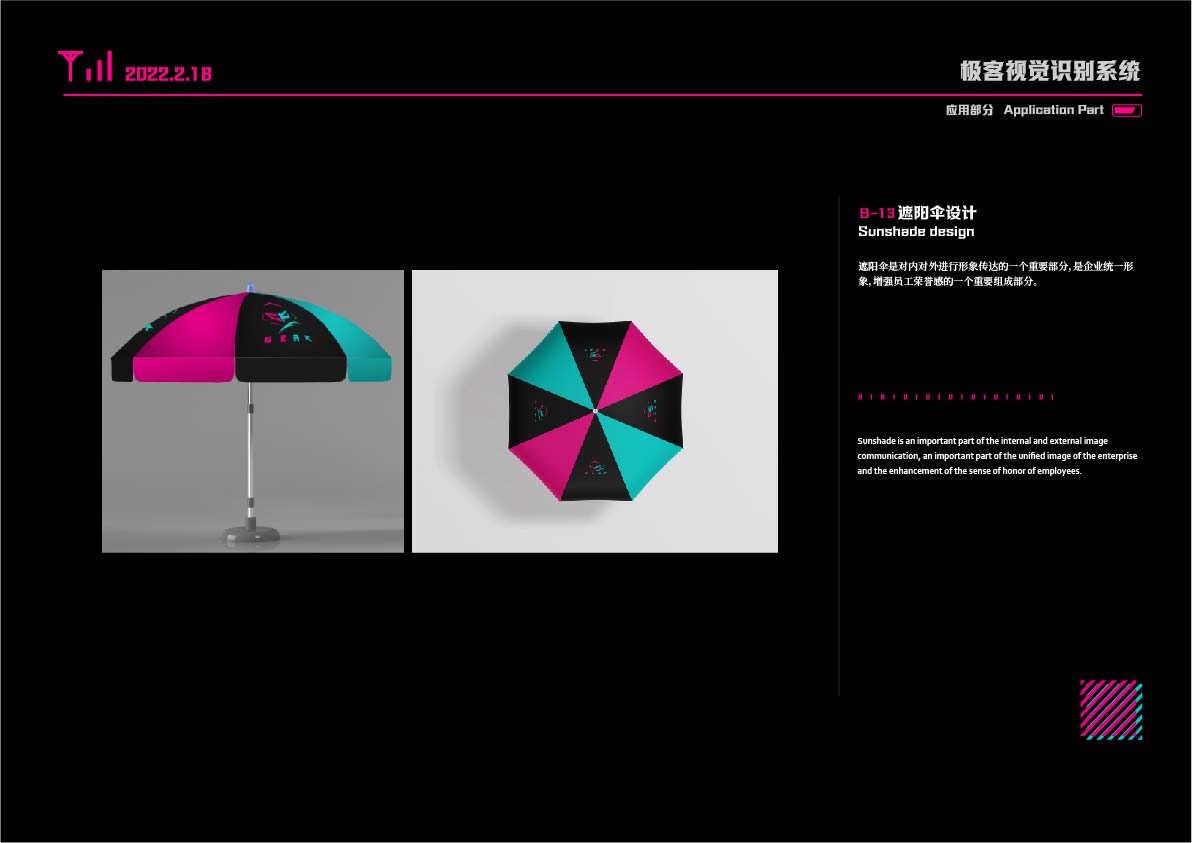 2022.2.18
极客视觉识别系统
应用部分 Application Part
B-13 遮阳伞设计
Sunshade design
遮阳伞是对内对外进行形象传达的一个重要部分, 是企业统一形
象, 增强员工荣誉感的一个重要组成部分。
0 1 0 1 0 1 0 1 0 1 0 1 0 1 0 1 0 1
Sunshade is an important part of the internal and external image
communication, an important part of the unified image of the enterprise
and the enhancement of the sense of honor of employees.